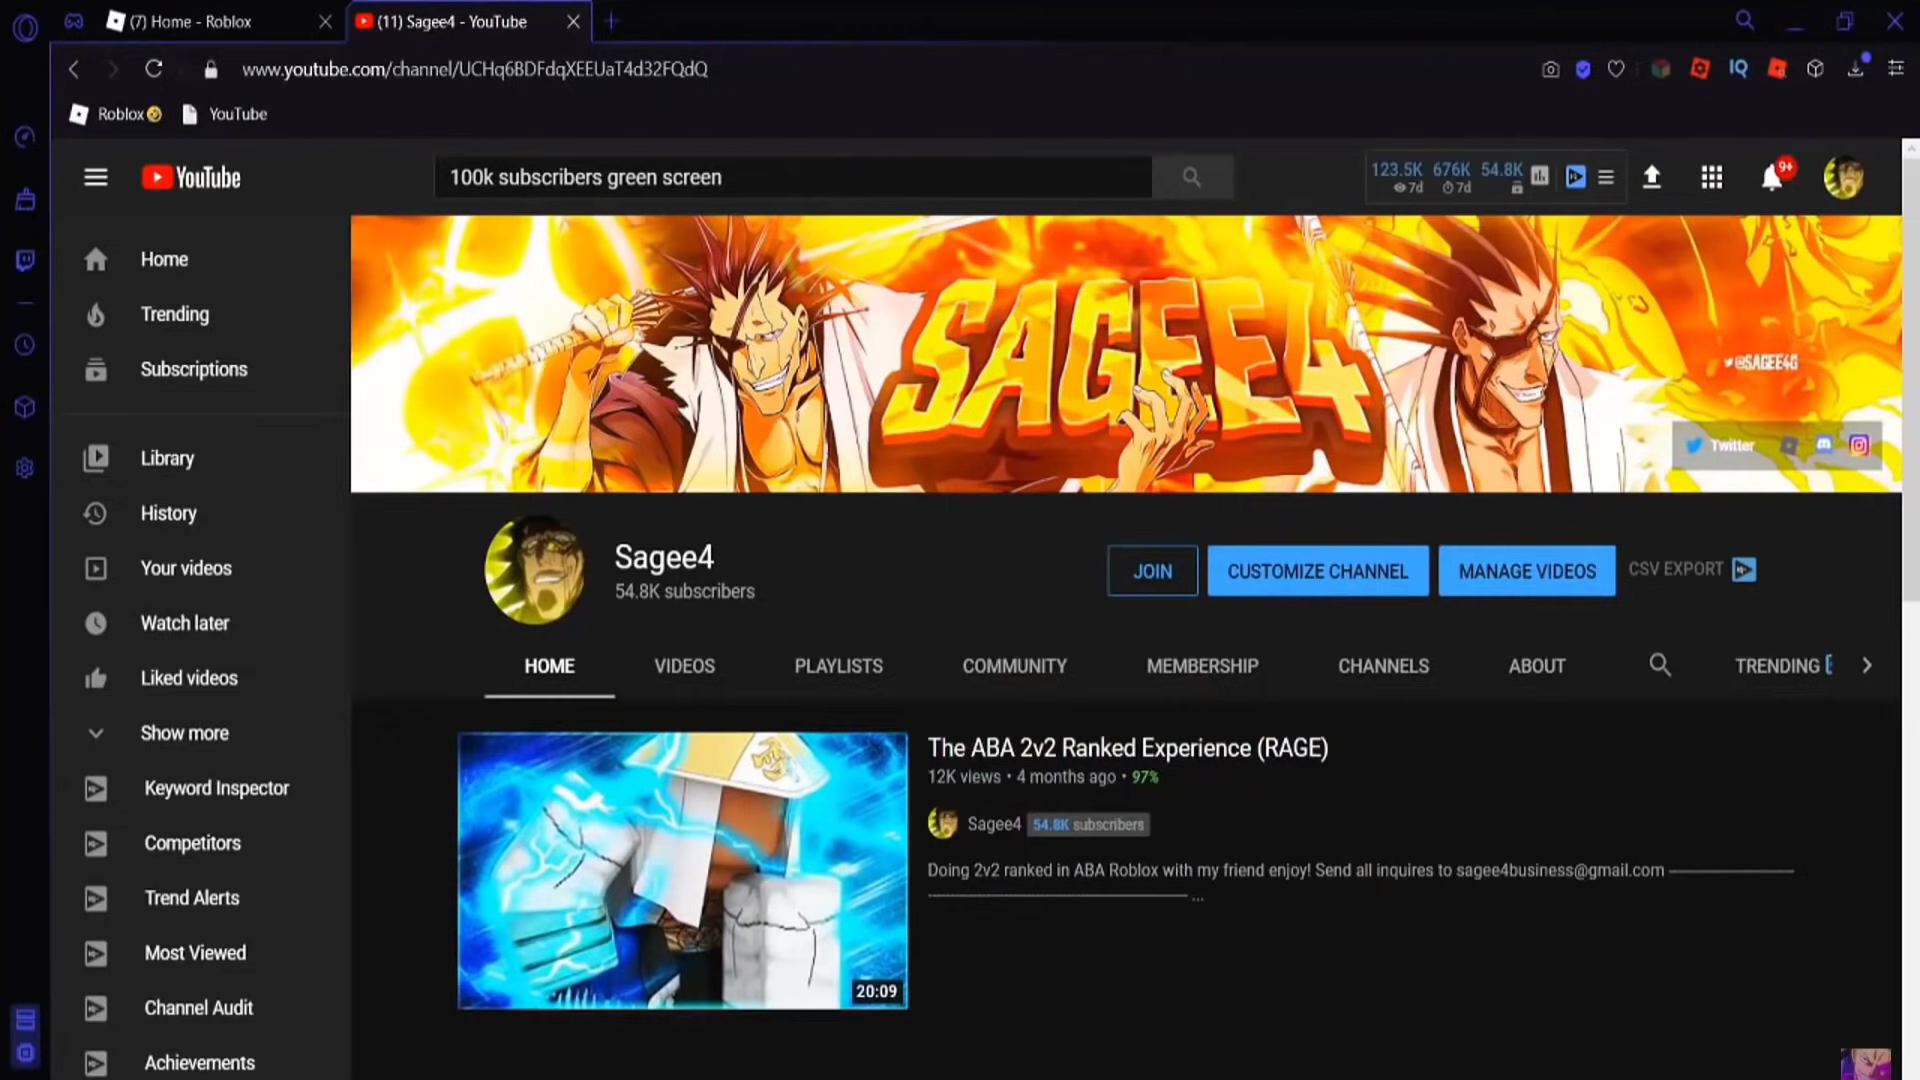 (7) Home - Roblox
(11) Sagee4 - YouTube
www.youtube.com/channel/UCHq6BDFdqXEEUaT4d32FQdQ
IQ
Roblox🤣
YouTube
YouTube
100k subscribers green screen
123.5K 676K 54.8K
7d 7d
9+
Home
Trending
Subscriptions
Library
History
Your videos
Watch later
Liked videos
Show more
Keyword Inspector
Competitors
Trend Alerts
Most Viewed
Channel Audit
Achievements
SAGEE4
@SAGEE4G
Twitter
Sagee4
54.8K subscribers
JOIN
CUSTOMIZE CHANNEL
MANAGE VIDEOS
CSV EXPORT
HOME
VIDEOS
PLAYLISTS
COMMUNITY
MEMBERSHIP
CHANNELS
ABOUT
TRENDING
20:09
The ABA 2v2 Ranked Experience (RAGE)
12K views • 4 months ago • 97%
Sagee4 54.8K subscribers
Doing 2v2 ranked in ABA Roblox with my friend enjoy! Send all inquires to sagee4business@gmail.com ——————————
————————————————— ...